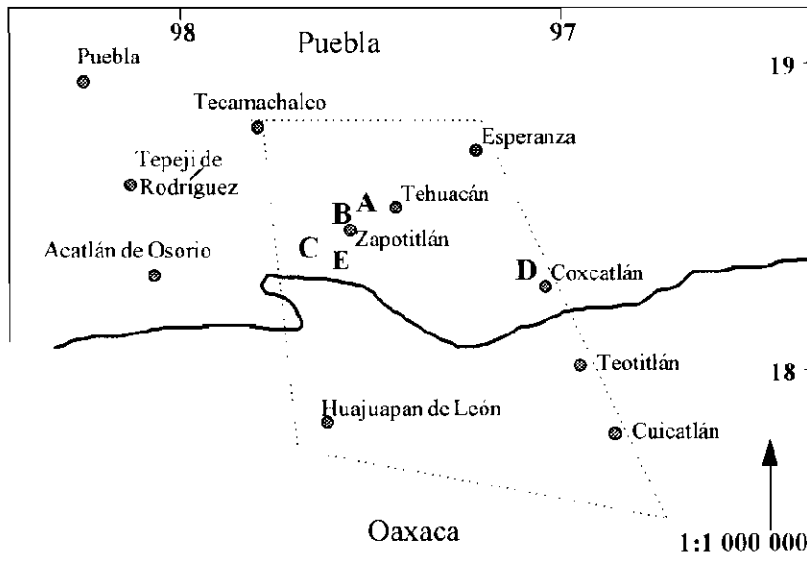 98
97
Puebla
19
Puebla
Tecamachalco
Esperanza
Tepeji de
Rodríguez
A
Tehuacán
B
Zapotitlán
C
E
Acatlán de Osorio
D
Coxcatlán
Teotitlán
18
Huajuapan de León
Cuicatlán
Oaxaca
1:1 000 000